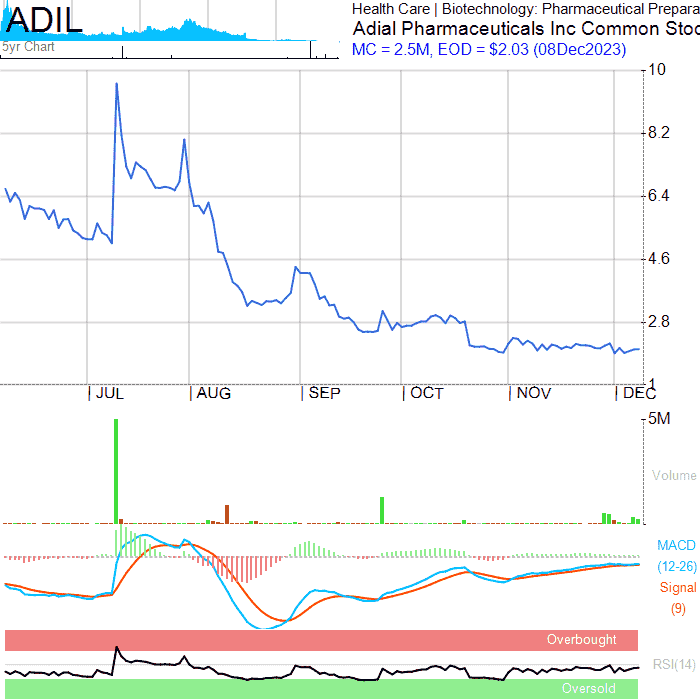 ADIL
5yr Chart
Health Care | Biotechnology: Pharmaceutical Prepara
Adial Pharmaceuticals Inc Common Stoc
MC = 2.5M, EOD = $2.03 (08Dec2023)
10
8.2
6.4
4.6
2.8
1
JUL AUG SEP OCT NOV DEC
5M
Volume
MACD
(12-26)
Signal
(9)
Overbought
RSI(14)
Oversold